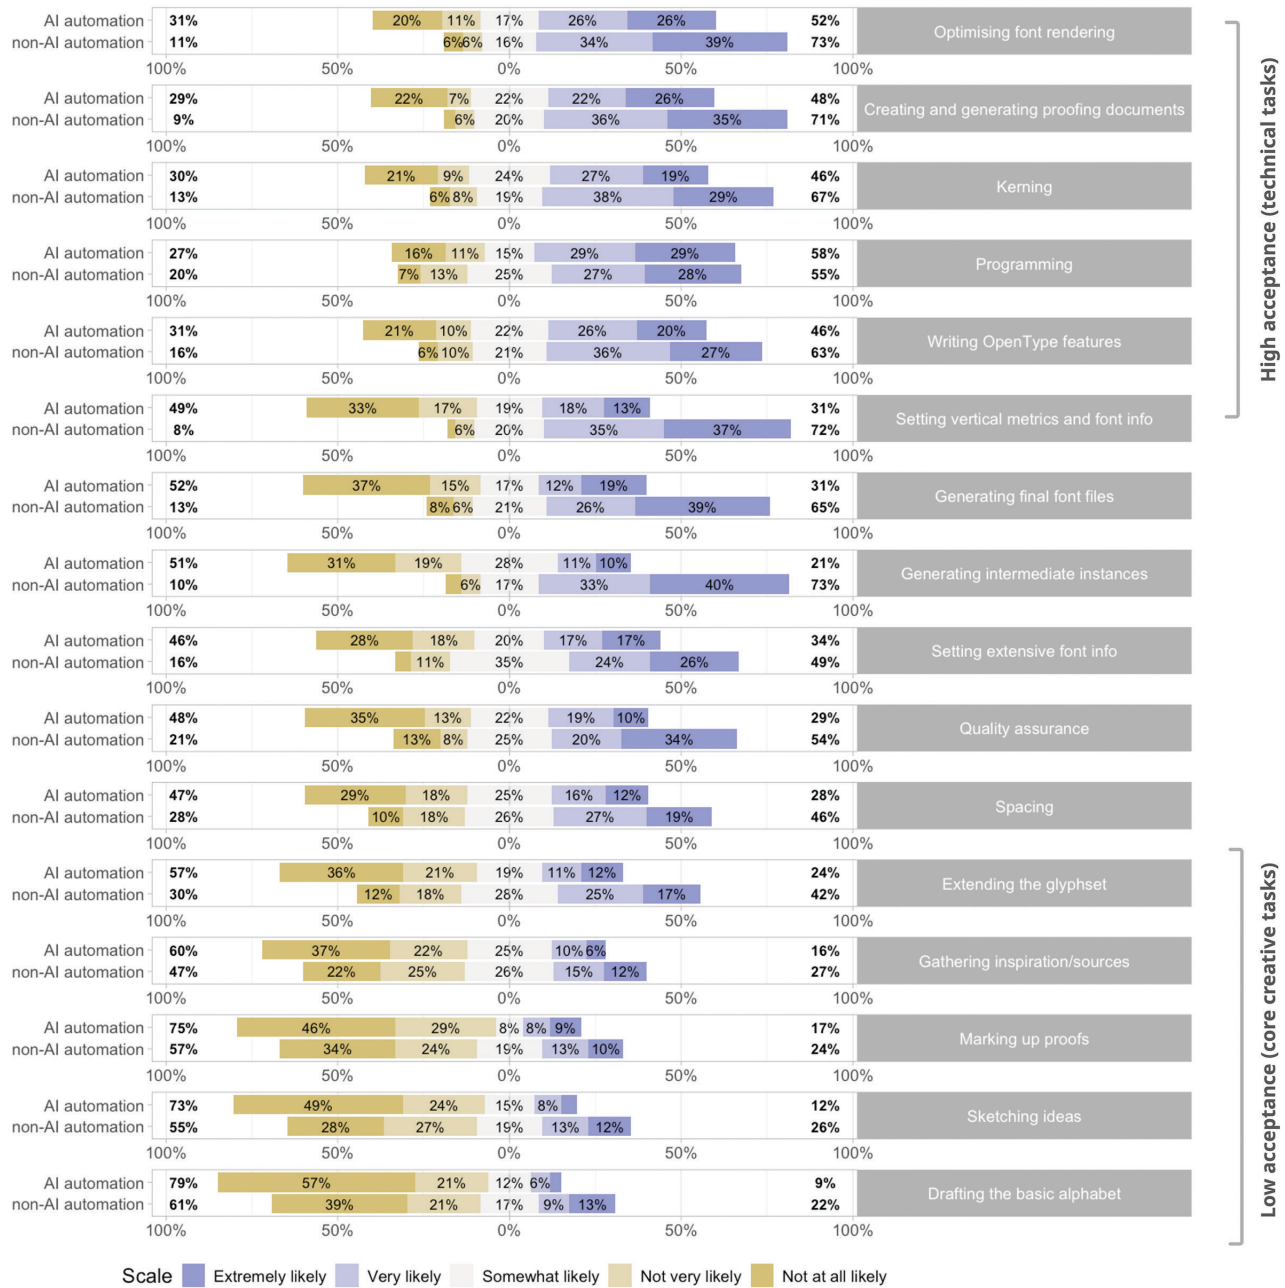 AI automation 31% 20% 11% 17% 26% 26% 52%
Optimising font rendering
non-AI automation 11% 6% 6% 16% 34% 39% 73%
100% 50% 0% 50% 100%
AI automation 29% 22% 7% 22% 22% 26% 48%
Creating and generating proofing documents
non-AI automation 9% 6% 20% 36% 35% 71%
100% 50% 0% 50% 100%
AI automation 30% 21% 9% 24% 27% 19% 46%
Kerning
non-AI automation 13% 6% 8% 19% 38% 29% 67%
100% 50% 0% 50% 100%
AI automation 27% 16% 11% 15% 29% 29% 58%
Programming
non-AI automation 20% 7% 13% 25% 27% 28% 55%
100% 50% 0% 50% 100%
AI automation 31% 21% 10% 22% 26% 20% 46%
Writing OpenType features
non-AI automation 16% 6% 10% 21% 36% 27% 63%
100% 50% 0% 50% 100%
AI automation 49% 33% 17% 19% 18% 13% 31%
Setting vertical metrics and font info
non-AI automation 8% 6% 20% 35% 37% 72%
100% 50% 0% 50% 100%
High acceptance (technical tasks)
AI automation 52% 37% 15% 17% 12% 19% 31%
Generating final font files
non-AI automation 13% 8% 6% 21% 26% 39% 65%
100% 50% 0% 50% 100%
AI automation 51% 31% 19% 28% 11% 10% 21%
Generating intermediate instances
non-AI automation 10% 6% 17% 33% 40% 73%
100% 50% 0% 50% 100%
AI automation 46% 28% 18% 20% 17% 17% 34%
Setting extensive font info
non-AI automation 16% 11% 35% 24% 26% 49%
100% 50% 0% 50% 100%
AI automation 48% 35% 13% 22% 19% 10% 29%
Quality assurance
non-AI automation 21% 13% 8% 25% 20% 34% 54%
100% 50% 0% 50% 100%
AI automation 47% 29% 18% 25% 16% 12% 28%
Spacing
non-AI automation 28% 10% 18% 26% 27% 19% 46%
100% 50% 0% 50% 100%
AI automation 57% 36% 21% 19% 11% 12% 24%
Extending the glyphset
non-AI automation 30% 12% 18% 28% 25% 17% 42%
100% 50% 0% 50% 100%
AI automation 60% 37% 22% 25% 10% 6% 16%
Gathering inspiration/sources
non-AI automation 47% 22% 25% 26% 15% 12% 27%
100% 50% 0% 50% 100%
AI automation 75% 46% 29% 8% 8% 9% 17%
Marking up proofs
non-AI automation 57% 34% 24% 19% 13% 10% 24%
100% 50% 0% 50% 100%
AI automation 73% 49% 24% 15% 8% 12%
Sketching ideas
non-AI automation 55% 28% 27% 19% 13% 12% 26%
100% 50% 0% 50% 100%
AI automation 79% 57% 21% 12% 6% 9%
Drafting the basic alphabet
non-AI automation 61% 39% 21% 17% 9% 13% 22%
100% 50% 0% 50% 100%
Low acceptance (core creative tasks)
Scale Extremely likely Very likely Somewhat likely Not very likely Not at all likely